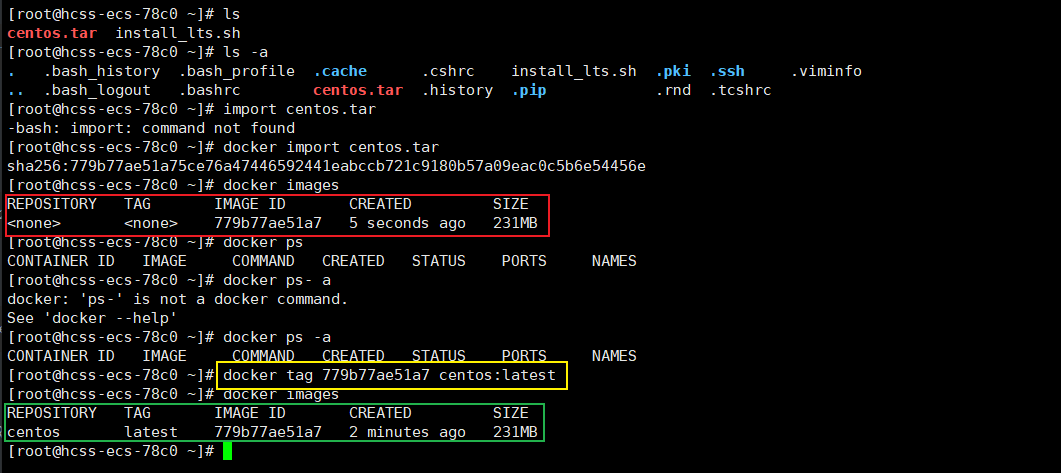 [root@hcss-ecs-78c0 ~]# ls
centos.tar  install_lts.sh
[root@hcss-ecs-78c0 ~]# ls -a
.   .bash_history  .bash_profile  .cache      .cshrc    install_lts.sh  .pki  .ssh     .viminfo
..  .bash_logout   .bashrc        centos.tar  .history  .pip            .rnd  .tcshrc
[root@hcss-ecs-78c0 ~]# import centos.tar
-bash: import: command not found
[root@hcss-ecs-78c0 ~]# docker import centos.tar
sha256:779b77ae51a75ce76a47446592441eabccb721c9180b57a09eac0c5b6e54456e
[root@hcss-ecs-78c0 ~]# docker images
REPOSITORY   TAG       IMAGE ID       CREATED         SIZE
<none>       <none>    779b77ae51a7   5 seconds ago   231MB
[root@hcss-ecs-78c0 ~]# docker ps
CONTAINER ID   IMAGE     COMMAND   CREATED   STATUS    PORTS     NAMES
[root@hcss-ecs-78c0 ~]# docker ps- a
docker: 'ps-' is not a docker command.
See 'docker --help'
[root@hcss-ecs-78c0 ~]# docker ps -a
CONTAINER ID   IMAGE     COMMAND   CREATED   STATUS    PORTS     NAMES
[root@hcss-ecs-78c0 ~]# docker tag 779b77ae51a7 centos:latest
[root@hcss-ecs-78c0 ~]# docker images
REPOSITORY   TAG       IMAGE ID       CREATED         SIZE
centos       latest    779b77ae51a7   2 minutes ago   231MB
[root@hcss-ecs-78c0 ~]#